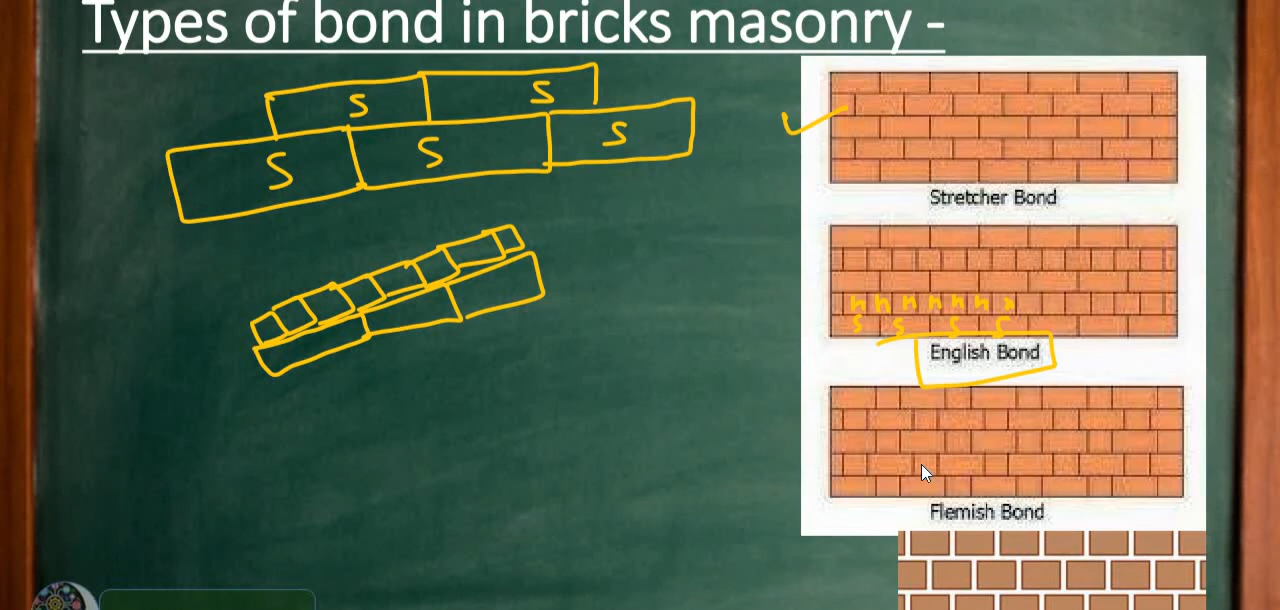 Types of bond in bricks masonry -
S S
S S S
Stretcher Bond
h h h h h h
S S S S
English Bond
Flemish Bond